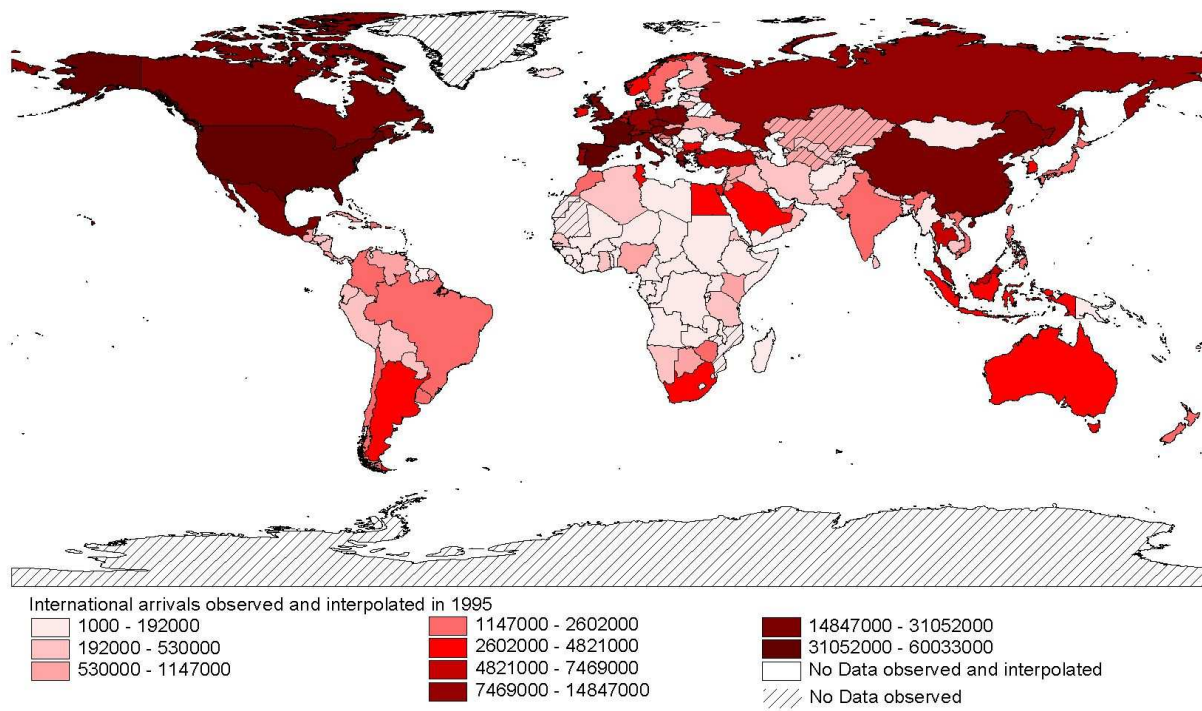 International arrivals observed and interpolated in 1995
1000 - 192000
192000 - 530000
530000 - 1147000
1147000 - 2602000
2602000 - 4821000
4821000 - 7469000
7469000 - 14847000
14847000 - 31052000
31052000 - 60033000
No Data observed and interpolated
No Data observed